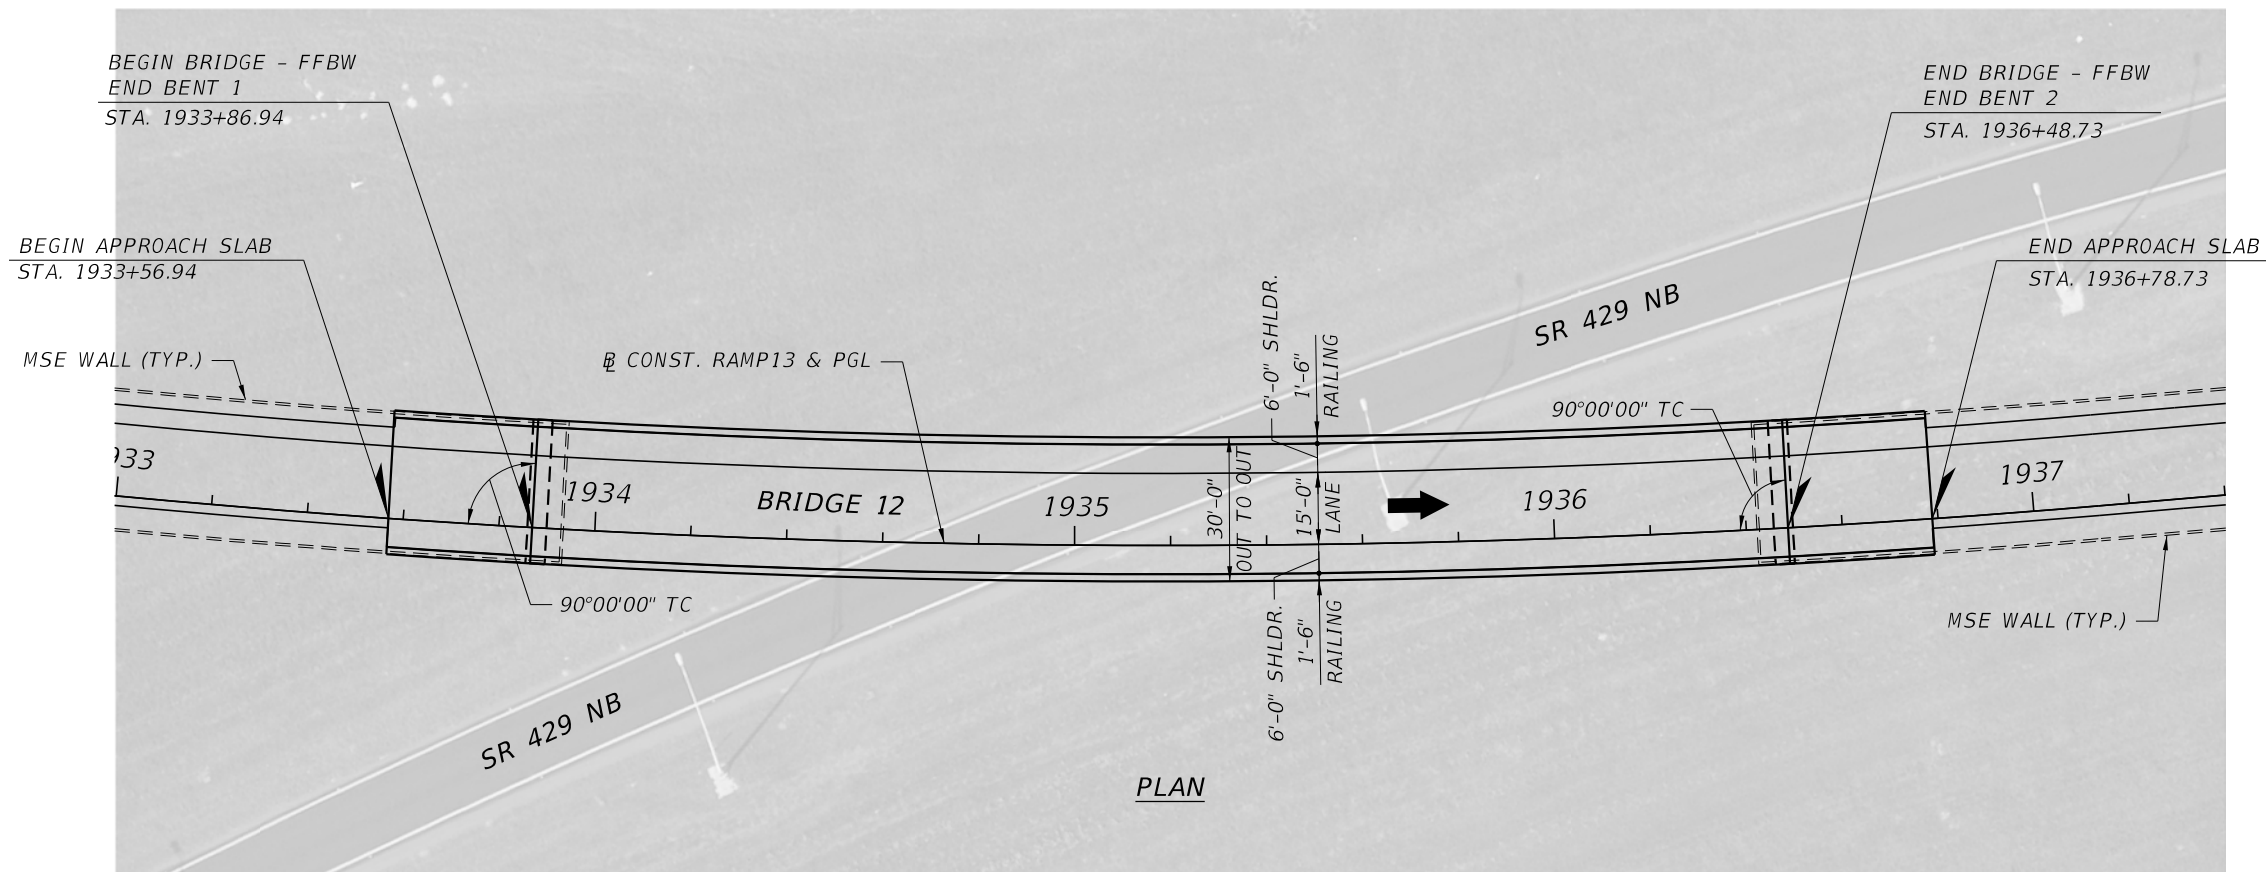 BEGIN BRIDGE – FFBW
END BENT 1
STA. 1933+86.94
END BRIDGE – FFBW
END BENT 2
STA. 1936+48.73
BEGIN APPROACH SLAB
STA. 1933+56.94
END APPROACH SLAB
STA. 1936+78.73
MSE WALL (TYP.)
℄ CONST. RAMP13 & PGL
6'-0" SHLDR.
1'-6"
RAILING
SR 429 NB
90°00'00" TC
933
1934
BRIDGE 12
1935
30'-0"
OUT TO OUT
15'-0"
LANE
1936
1937
90°00'00" TC
6'-0" SHLDR.
1'-6"
RAILING
MSE WALL (TYP.)
SR 429 NB
PLAN